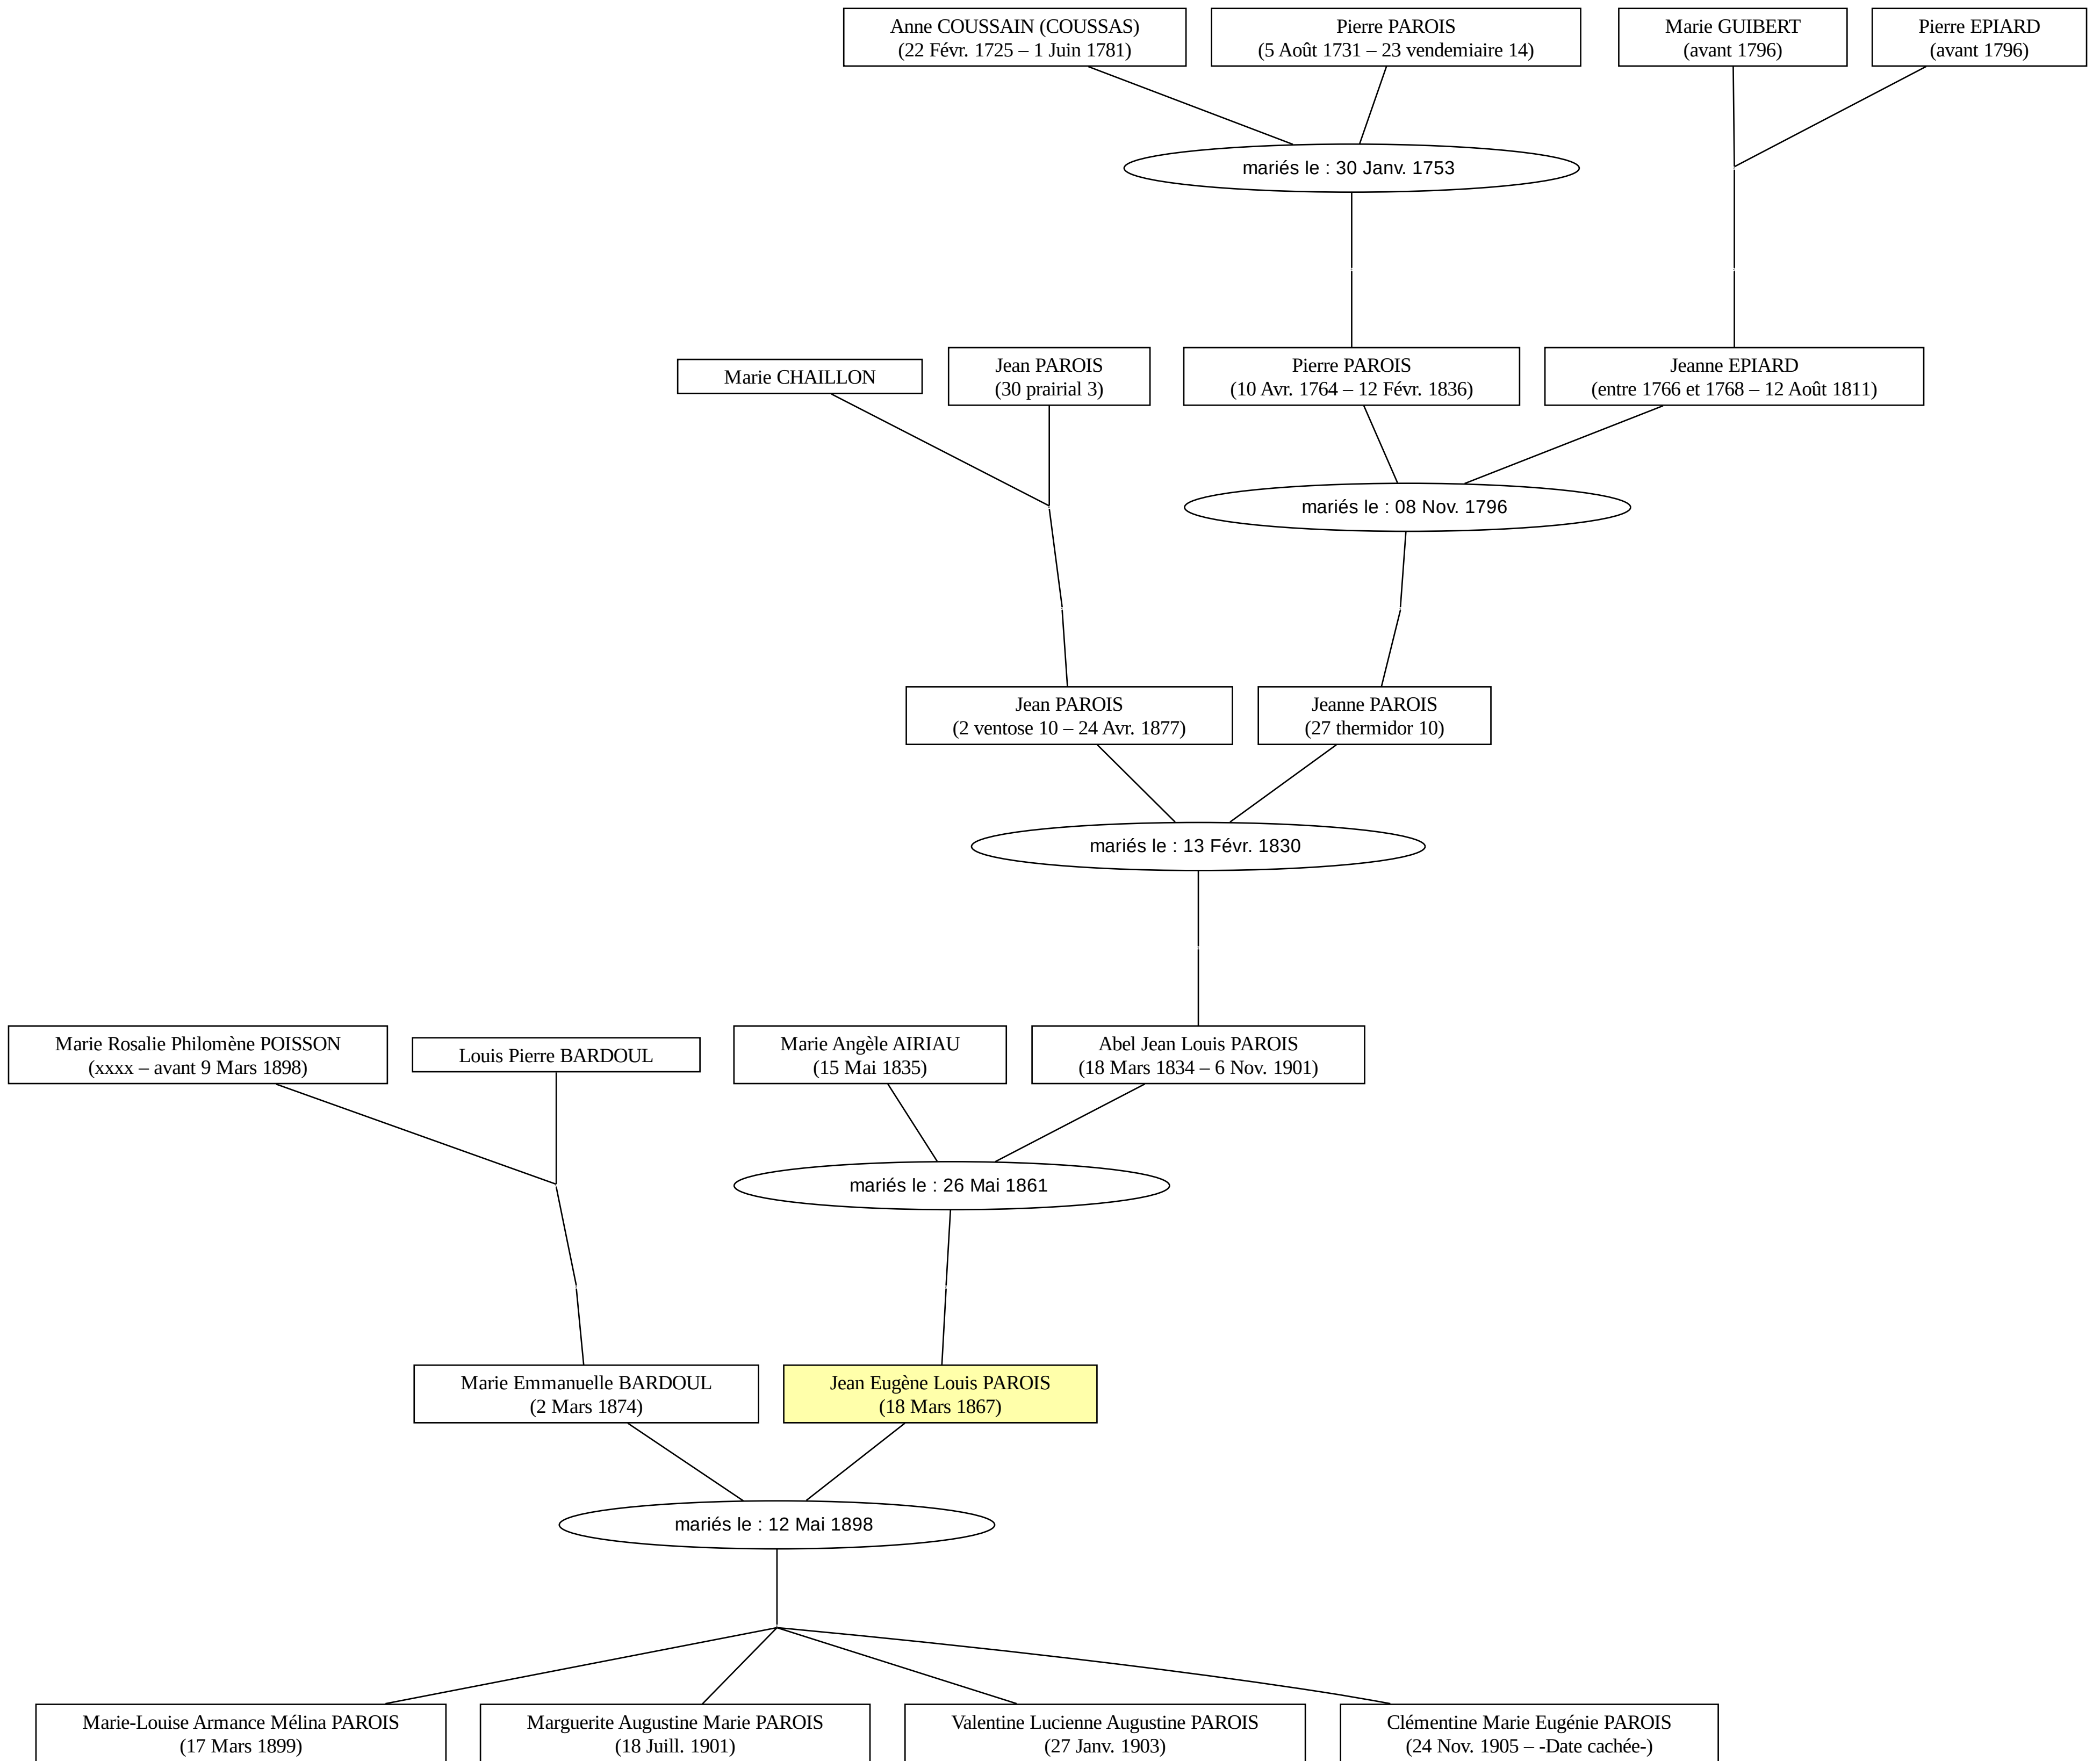 Anne COUSSAIN (COUSSAS)
(22 Févr. 1725 – 1 Juin 1781)
Pierre PAROIS
(5 Août 1731 – 23 vendemiaire 14)
Marie GUIBERT
(avant 1796)
Pierre EPIARD
(avant 1796)
mariés le : 30 Janv. 1753
Marie CHAILLON
Jean PAROIS
(30 prairial 3)
Pierre PAROIS
(10 Avr. 1764 – 12 Févr. 1836)
Jeanne EPIARD
(entre 1766 et 1768 – 12 Août 1811)
mariés le : 08 Nov. 1796
Jean PAROIS
(2 ventose 10 – 24 Avr. 1877)
Jeanne PAROIS
(27 thermidor 10)
mariés le : 13 Févr. 1830
Marie Rosalie Philomène POISSON
(xxxx – avant 9 Mars 1898)
Louis Pierre BARDOUL
Marie Angèle AIRIAU
(15 Mai 1835)
Abel Jean Louis PAROIS
(18 Mars 1834 – 6 Nov. 1901)
mariés le : 26 Mai 1861
Marie Emmanuelle BARDOUL
(2 Mars 1874)
Jean Eugène Louis PAROIS
(18 Mars 1867)
mariés le : 12 Mai 1898
Marie-Louise Armance Mélina PAROIS
(17 Mars 1899)
Marguerite Augustine Marie PAROIS
(18 Juill. 1901)
Valentine Lucienne Augustine PAROIS
(27 Janv. 1903)
Clémentine Marie Eugénie PAROIS
(24 Nov. 1905 – -Date cachée-)